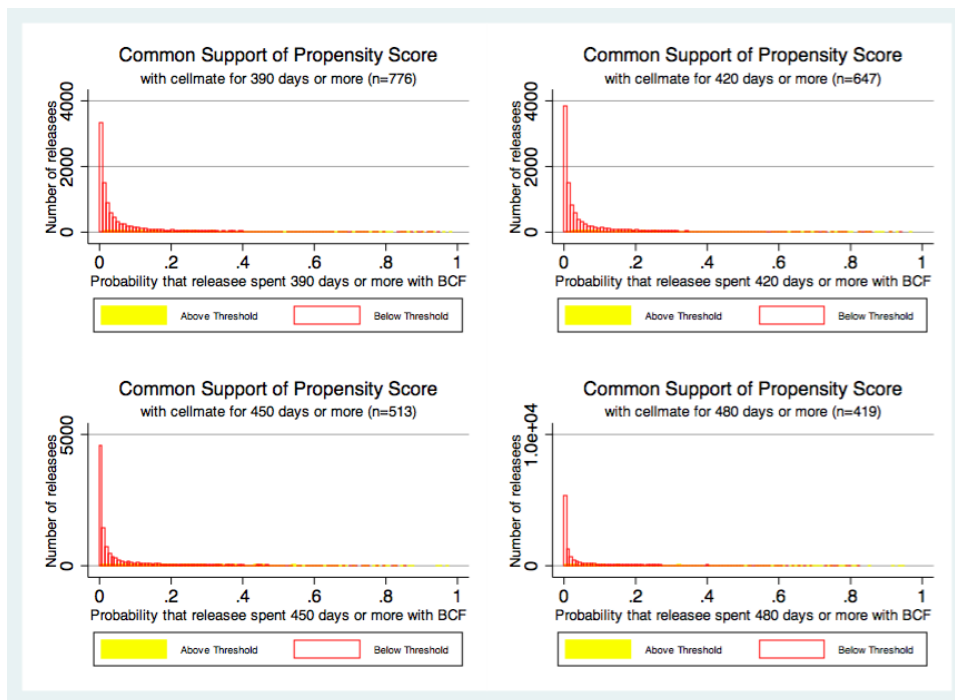 Common Support of Propensity Score
with cellmate for 390 days or more (n=776)
Number of releasees
4000
2000
0
0 .2 .4 .6 .8 1
Probability that releasee spent 390 days or more with BCF
Above Threshold Below Threshold
Common Support of Propensity Score
with cellmate for 420 days or more (n=647)
Number of releasees
4000
2000
0
0 .2 .4 .6 .8 1
Probability that releasee spent 420 days or more with BCF
Above Threshold Below Threshold
Common Support of Propensity Score
with cellmate for 450 days or more (n=513)
Number of releasees
5000
0
0 .2 .4 .6 .8 1
Probability that releasee spent 450 days or more with BCF
Above Threshold Below Threshold
Common Support of Propensity Score
with cellmate for 480 days or more (n=419)
Number of releasees
1.0e+04
0
0 .2 .4 .6 .8 1
Probability that releasee spent 480 days or more with BCF
Above Threshold Below Threshold